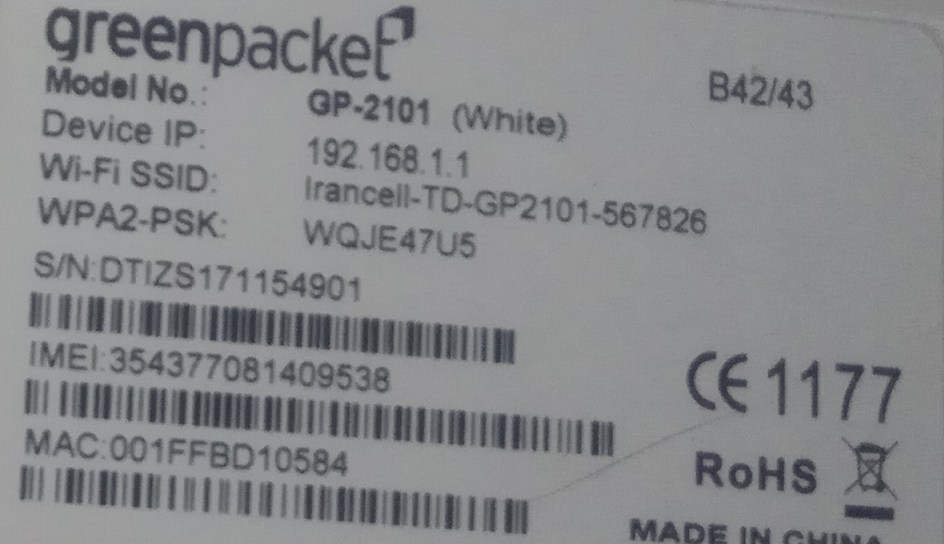 greenpacket
B42/43
Model No.: GP-2101 (White)
Device IP: 192.168.1.1
Wi-Fi SSID: Irancell-TD-GP2101-567826
WPA2-PSK: WQJE47U5
S/N:DTIZS171154901
IMEI:354377081409538
CE 1177
MAC:001FFBD10584
RoHS
MADE IN CHINA